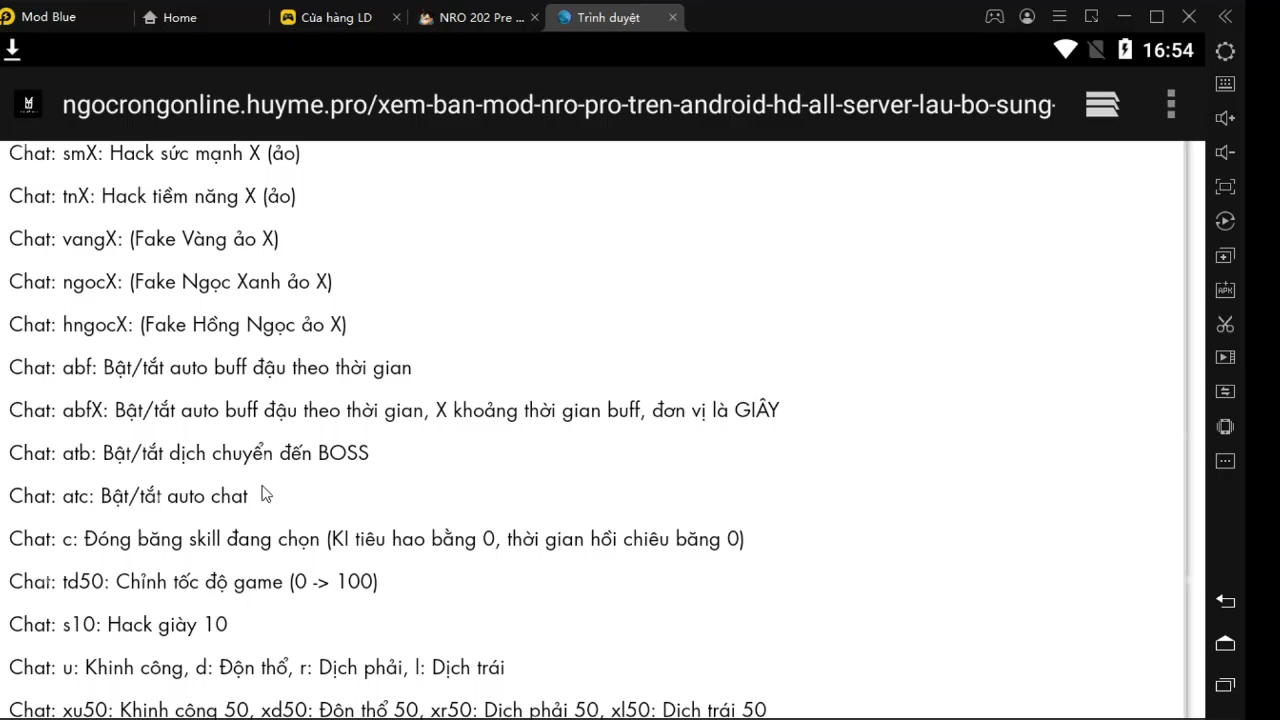 Mod Blue
Home
Cửa hàng LD
NRO 202 Pre ...
Trình duyệt
16:54
ngocrongonline.huyme.pro/xem-ban-mod-nro-pro-tren-android-hd-all-server-lau-bo-sung-
Chat: smX: Hack sức mạnh X (ảo)
Chat: tnX: Hack tiềm năng X (ảo)
Chat: vangX: (Fake Vàng ảo X)
Chat: ngocX: (Fake Ngọc Xanh ảo X)
Chat: hngocX: (Fake Hồng Ngọc ảo X)
Chat: abf: Bật/tắt auto buff đậu theo thời gian
Chat: abfX: Bật/tắt auto buff đậu theo thời gian, X khoảng thời gian buff, đơn vị là GIÂY
Chat: atb: Bật/tắt dịch chuyển đến BOSS
Chat: atc: Bật/tắt auto chat
Chat: c: Đóng băng skill đang chọn (KI tiêu hao bằng 0, thời gian hồi chiêu băng 0)
Chat: td50: Chỉnh tốc độ game (0 -> 100)
Chat: s10: Hack giày 10
Chat: u: Khinh công, d: Độn thổ, r: Dịch phải, l: Dịch trái
Chat: xu50: Khinh công 50, xd50: Độn thổ 50, xr50: Dịch phải 50, xl50: Dịch trái 50
APK